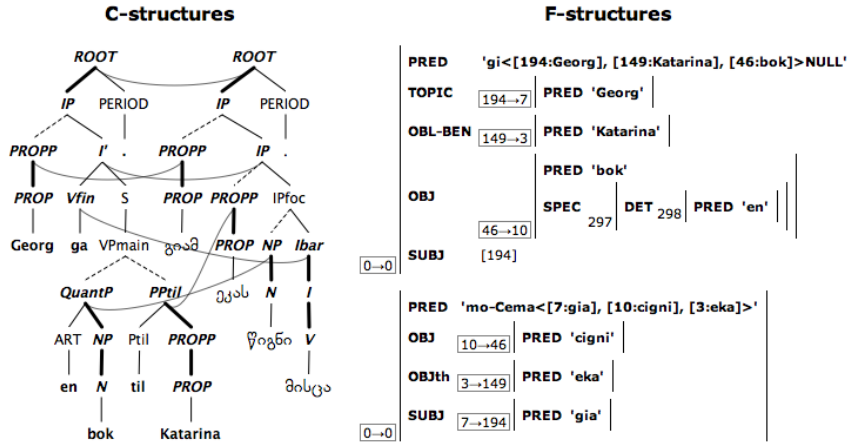 C-structures F-structures
ROOT ROOT
IP PERIOD IP PERIOD
PROPP I' . PROPP IP .
PROP Vfin S PROP PROPP IPfoc
Georg ga VPmain გიამ PROP NP Ibar
QuantP PPtil ეკას N I
ART NP Ptil PROPP წიგნი V
en N til PROP მისცა
bok Katarina
PRED 'gi<[194:Georg], [149:Katarina], [46:bok]>NULL'
TOPIC 194→7 PRED 'Georg'
OBL-BEN 149→3 PRED 'Katarina'
PRED 'bok'
OBJ SPEC 297 DET 298 PRED 'en'
46→10
0→0 SUBJ [194]
PRED 'mo-Cema<[7:gia], [10:cigni], [3:eka]>'
OBJ 10→46 PRED 'cigni'
OBJth 3→149 PRED 'eka'
SUBJ 7→194 PRED 'gia'
0→0